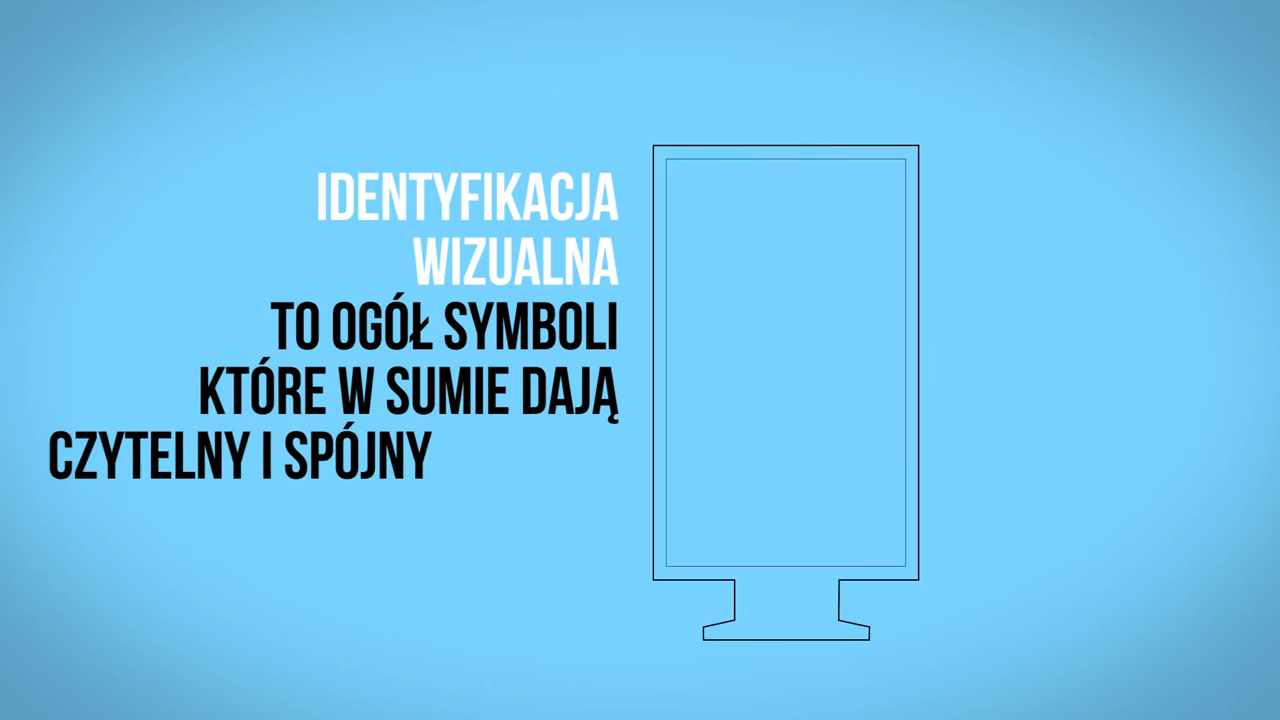 IDENTYFIKACJA
WIZUALNA
TO OGÓŁ SYMBOLI
KTÓRE W SUMIE DAJĄ
CZYTELNY I SPÓJNY